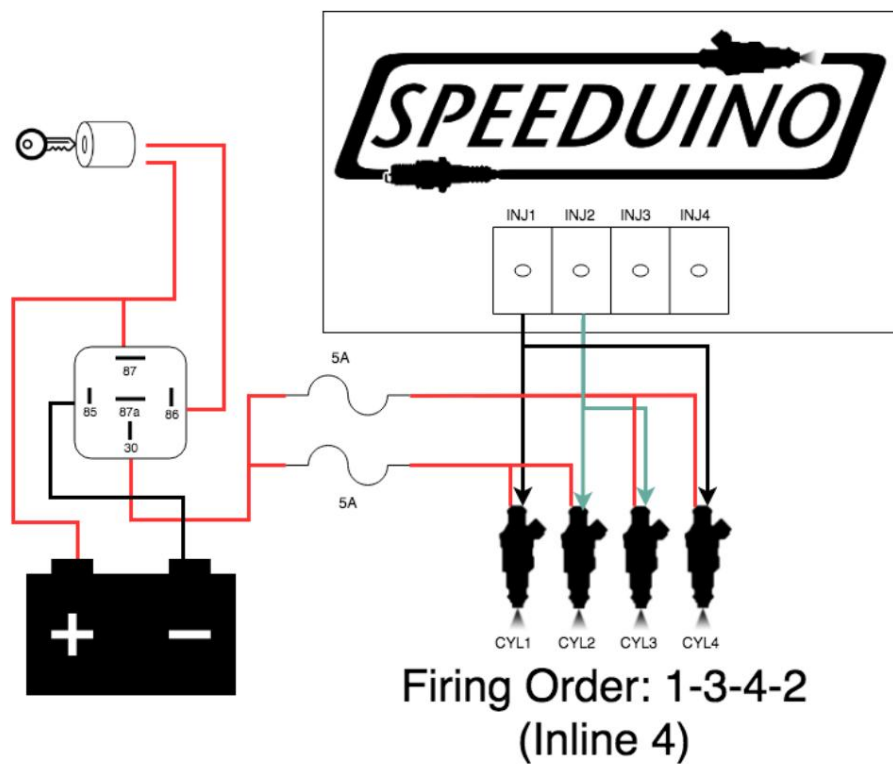 SPEEDUINO
INJ1 INJ2 INJ3 INJ4
5A
87
85 87a 86
30
5A
+ −
CYL1 CYL2 CYL3 CYL4
Firing Order: 1-3-4-2
(Inline 4)